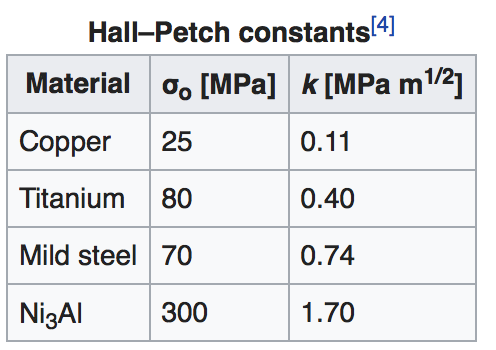 Hall–Petch constants[4]
Material σo [MPa] k [MPa m1/2]
Copper 25 0.11
Titanium 80 0.40
Mild steel 70 0.74
Ni3Al 300 1.70